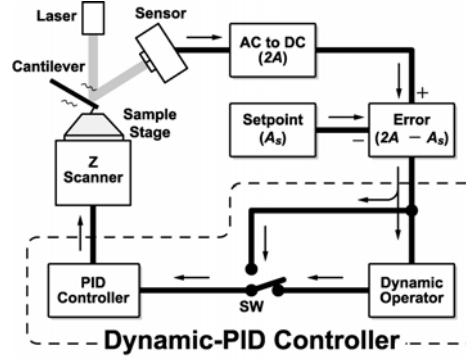 Laser
Sensor
Cantilever
AC to DC
(2A)
Sample
Stage
Setpoint
(Aₛ)
+
−
Error
(2A − Aₛ)
Z
Scanner
PID
Controller
SW
Dynamic
Operator
Dynamic-PID Controller